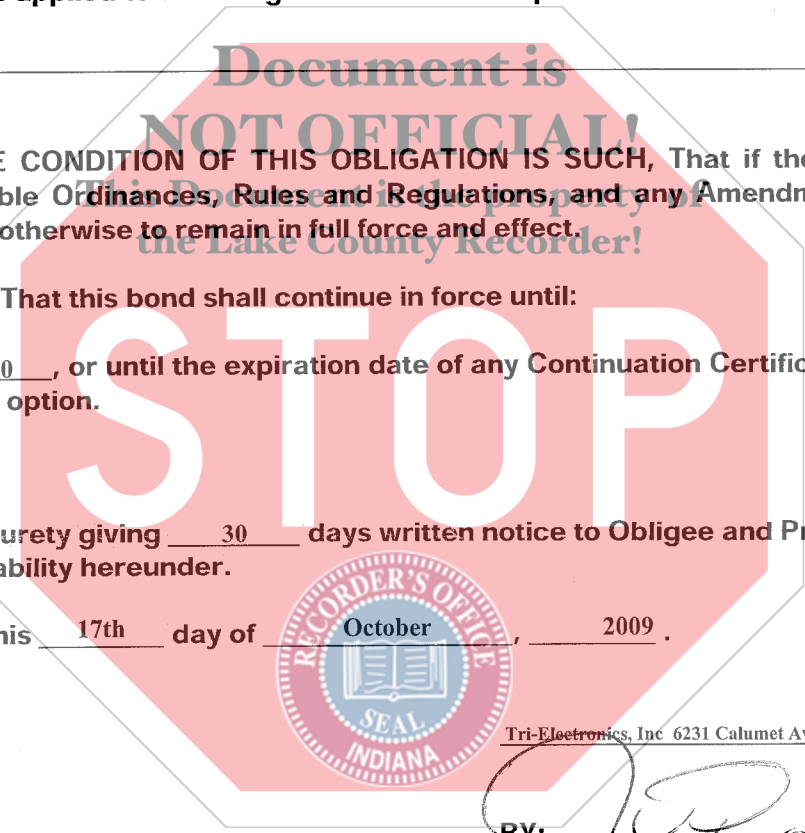 Document is
NOT OFFICIAL!
E CONDITION OF THIS OBLIGATION IS SUCH, That if the
This Document is the property of
ble Ordinances, Rules and Regulations, and any Amendm
otherwise to remain in full force and effect.
the Lake County Recorder!
That this bond shall continue in force until:
STOP
0 , or until the expiration date of any Continuation Certific
option.
urety giving 30 days written notice to Obligee and Pr
ability hereunder.
his 17th day of October , 2009 .
RECORDER'S OFFICE
SEAL
INDIANA
Tri-Electronics, Inc 6231 Calumet Av
BY: